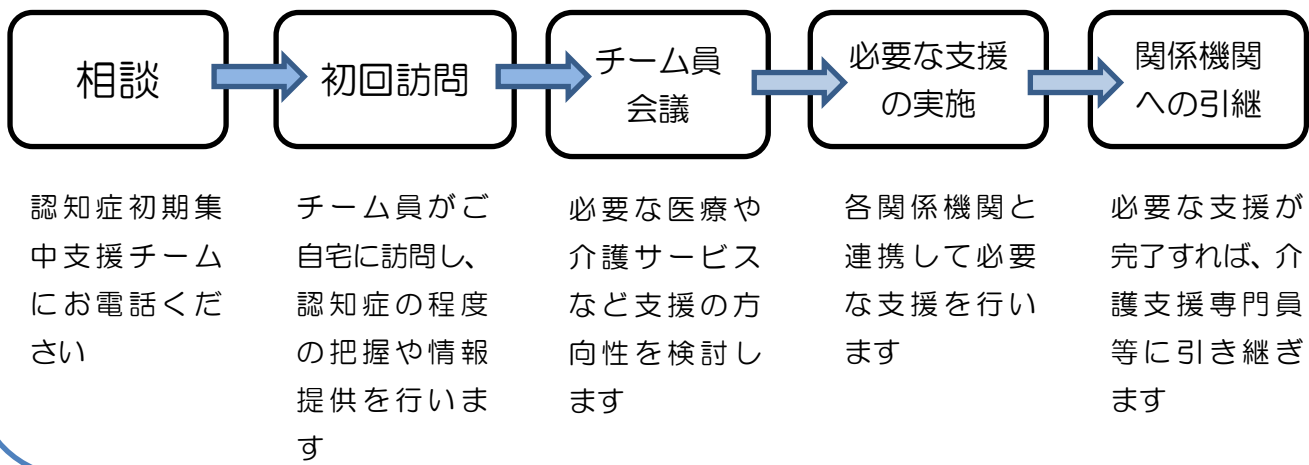 相談
初回訪問
チーム員
会議
必要な支援
の実施
関係機関
への引継
認知症初期集
中支援チーム
にお電話くだ
さい
チーム員がご
自宅に訪問し、
認知症の程度
の把握や情報
提供を行いま
す
必要な医療や
介護サービス
など支援の方
向性を検討し
ます
各関係機関と
連携して必要
な支援を行い
ます
必要な支援が
完了すれば、介
護支援専門員
等に引き継ぎ
ます